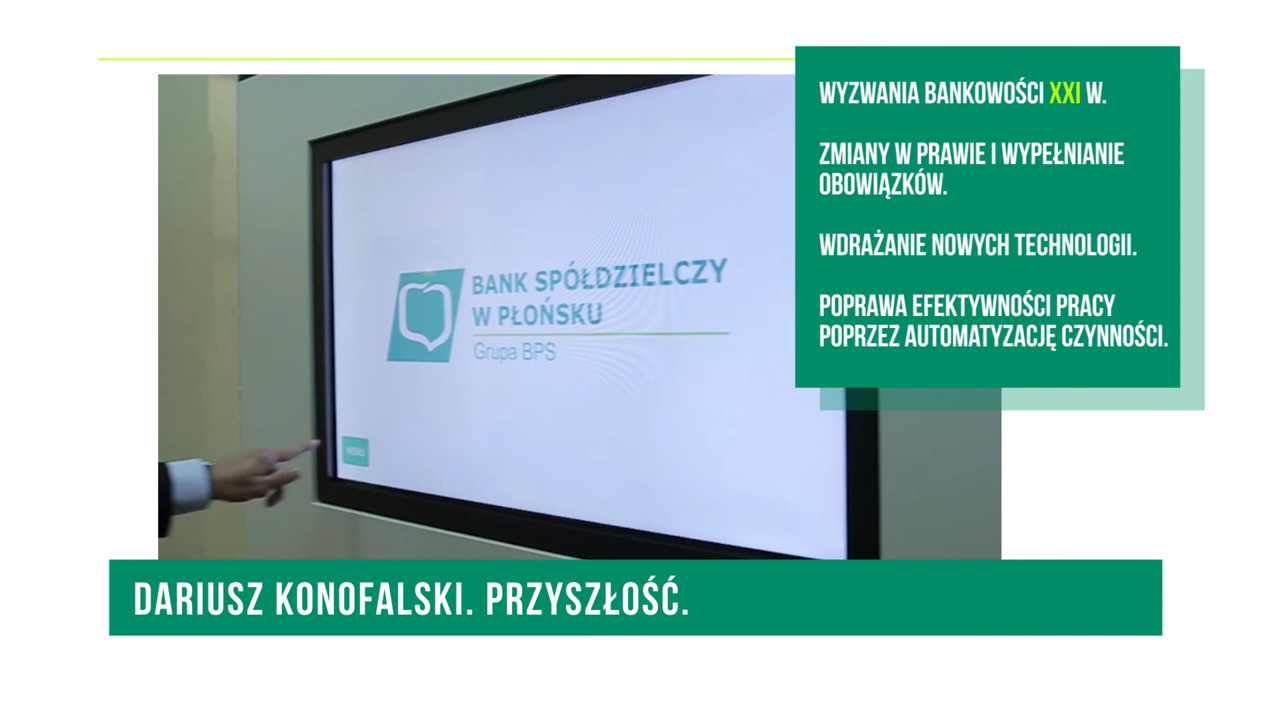 WYZWANIA BANKOWOŚCI XXI W.
ZMIANY W PRAWIE I WYPEŁNIANIE
OBOWIĄZKÓW.
WDRAŻANIE NOWYCH TECHNOLOGII.
POPRAWA EFEKTYWNOŚCI PRACY
POPRZEZ AUTOMATYZACJĘ CZYNNOŚCI.
BANK SPÓŁDZIELCZY
W PŁOŃSKU
Grupa BPS
MENU
DARIUSZ KONOFALSKI. PRZYSZŁOŚĆ.